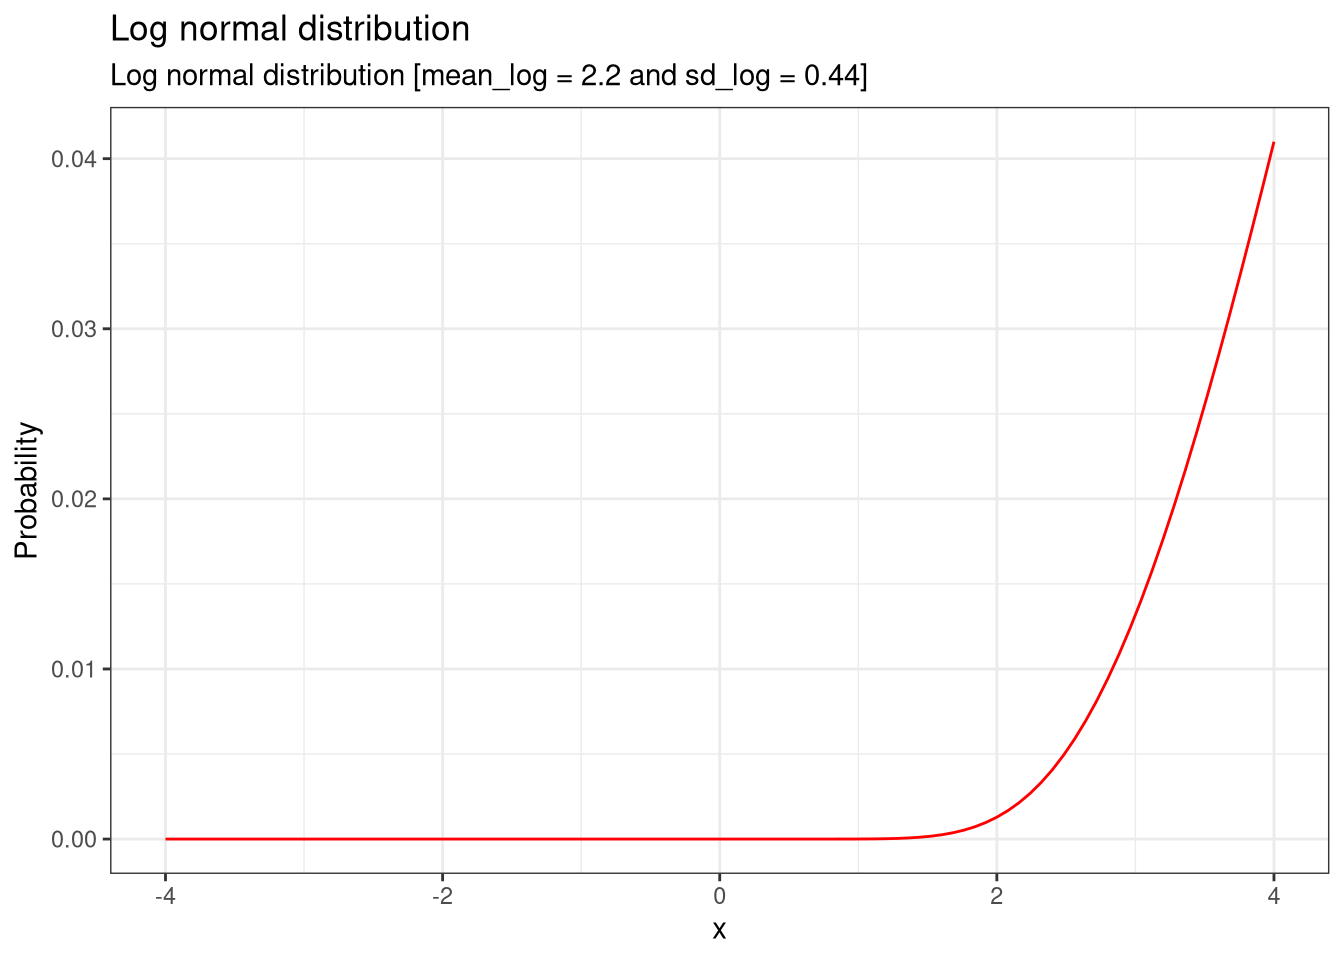 Log normal distribution
Log normal distribution [mean_log = 2.2 and sd_log = 0.44]
0.04
0.03
0.02
0.01
0.00
Probability
-4 -2 0 2 4
x